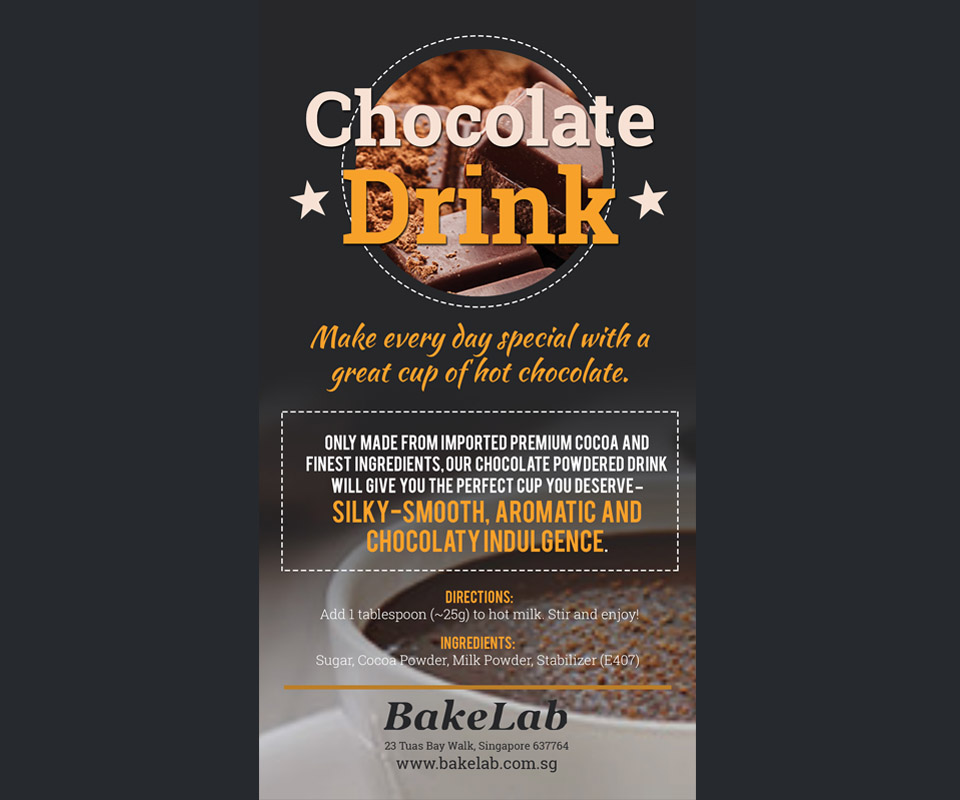 Chocolate
Drink
Make every day special with a
great cup of hot chocolate.
ONLY MADE FROM IMPORTED PREMIUM COCOA AND
FINEST INGREDIENTS, OUR CHOCOLATE POWDERED DRINK
WILL GIVE YOU THE PERFECT CUP YOU DESERVE –
SILKY-SMOOTH, AROMATIC AND
CHOCOLATY INDULGENCE.
DIRECTIONS:
Add 1 tablespoon (~25g) to hot milk. Stir and enjoy!
INGREDIENTS:
Sugar, Cocoa Powder, Milk Powder, Stabilizer (E407)
BakeLab
23 Tuas Bay Walk, Singapore 637764
www.bakelab.com.sg